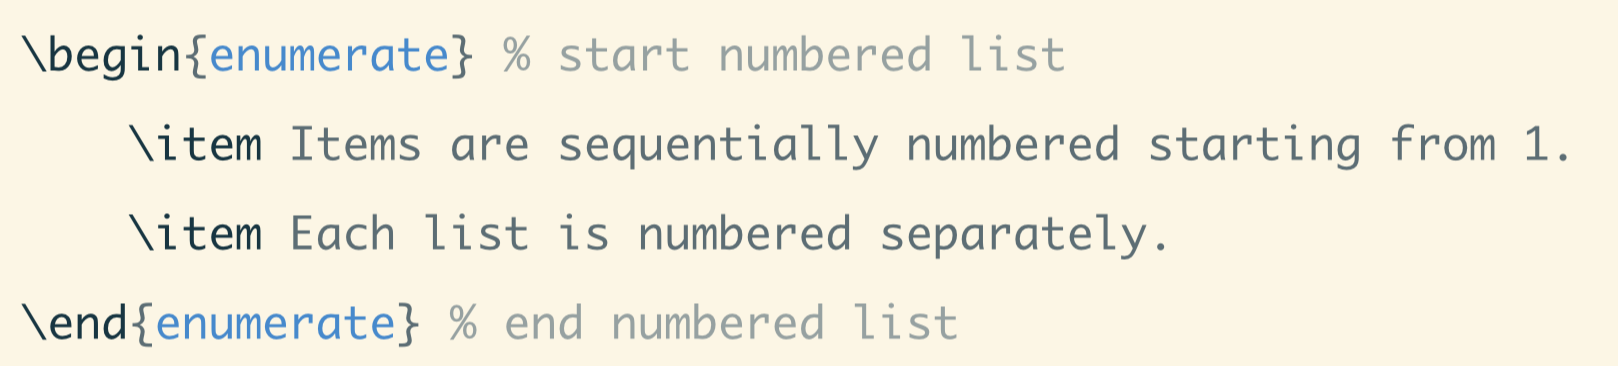 \begin{enumerate} % start numbered list
    \item Items are sequentially numbered starting from 1.
    \item Each list is numbered separately.
\end{enumerate} % end numbered list